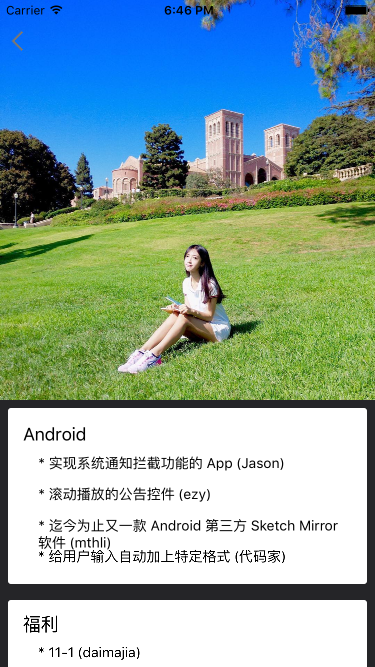 Carrier
6:46 PM
Android
* 实现系统通知拦截功能的 App (Jason)
* 滚动播放的公告控件 (ezy)
* 迄今为止又一款 Android 第三方 Sketch Mirror
软件 (mthli)
* 给用户输入自动加上特定格式 (代码家)
福利
* 11-1 (daimajia)